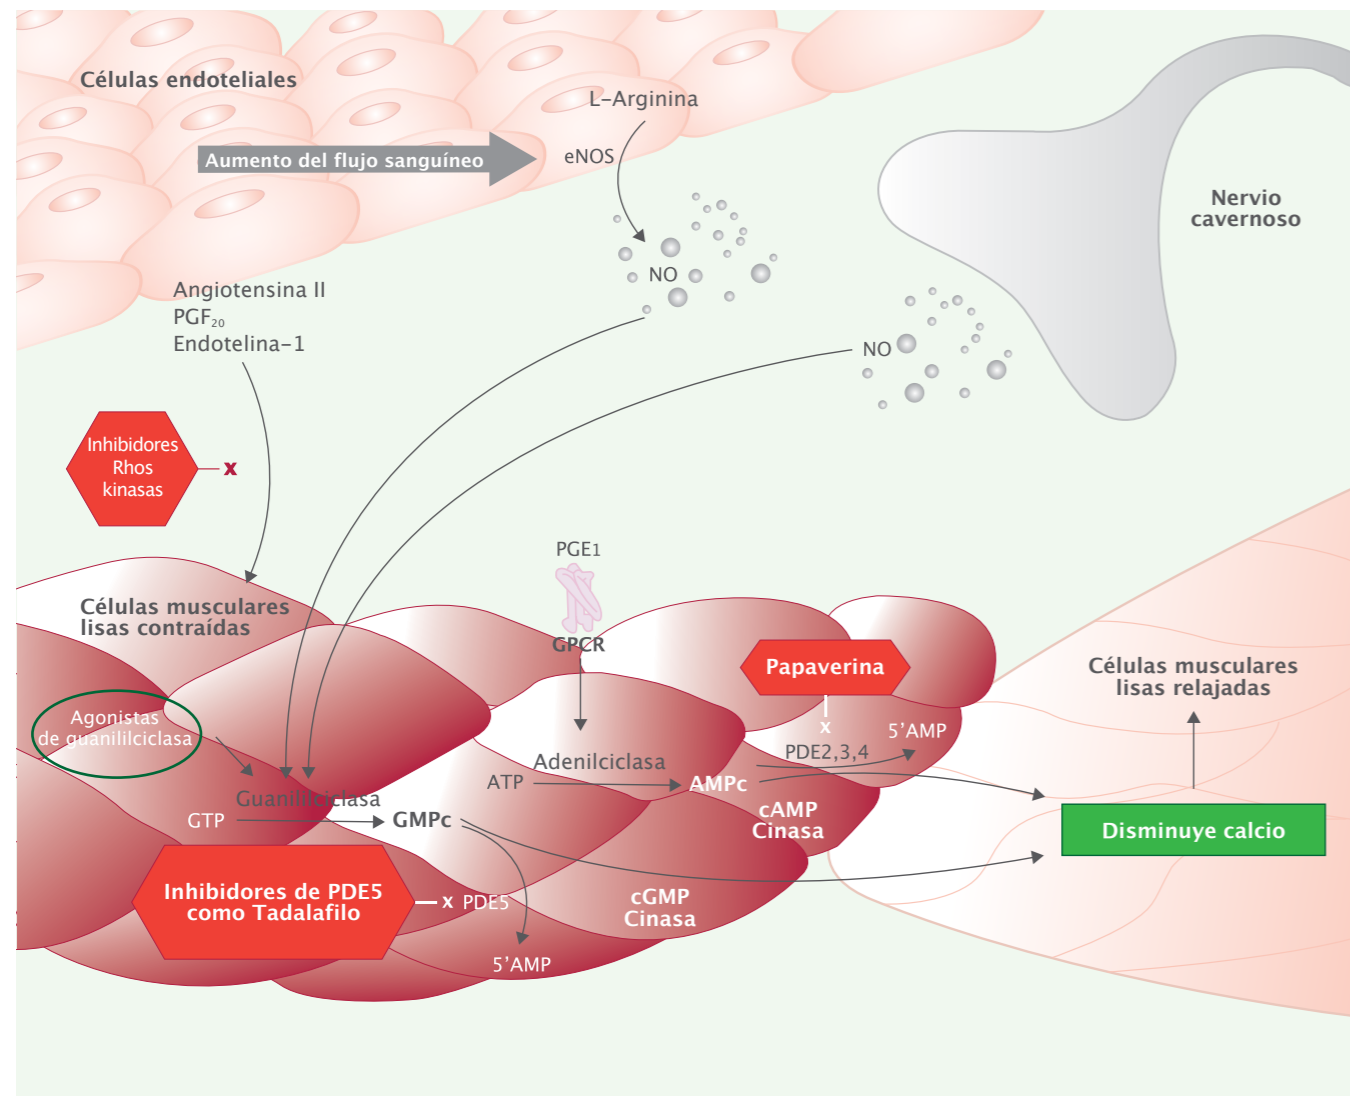 Células endoteliales
L-Arginina
Aumento del flujo sanguíneo
eNOS
Nervio
cavernoso
NO
Angiotensina II
PGF₂₀
Endotelina-1
NO
Inhibidores
Rhos
kinasas
x
PGE1
GPCR
Células musculares
lisas contraídas
Papaverina
x
Células musculares
lisas relajadas
Agonistas
de guanililciclasa
5’AMP
PDE2,3,4
Adenilciclasa
ATP
AMPc
Guanililciclasa
GTP
GMPc
cAMP
Cinasa
Disminuye calcio
Inhibidores de PDE5
como Tadalafilo
x PDE5
cGMP
Cinasa
5’AMP